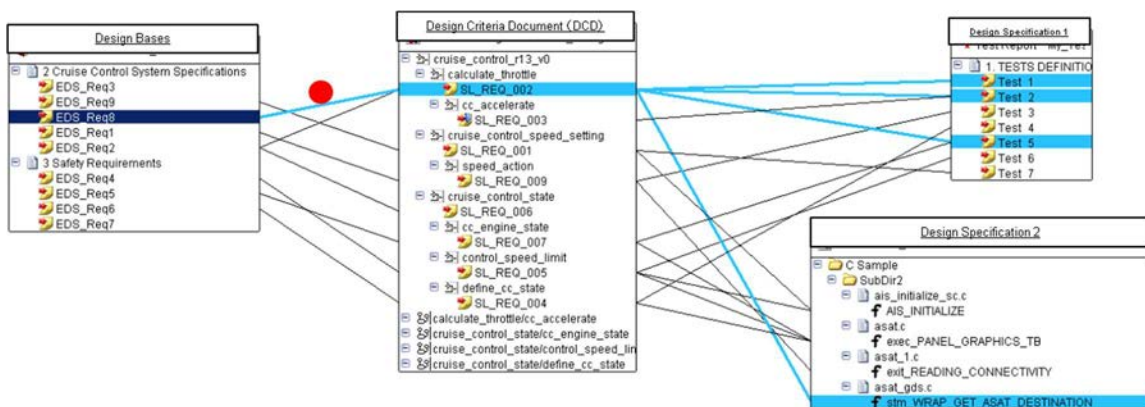 Design Bases
2 Cruise Control System Specifications
EDS_Req3
EDS_Req9
EDS_Req8
EDS_Req1
EDS_Req2
3 Safety Requirements
EDS_Req4
EDS_Req5
EDS_Req6
EDS_Req7
Design Criteria Document (DCD)
cruise_control_r13_v0
calculate_throttle
SL_REQ_002
cc_accelerate
SL_REQ_003
cruise_control_speed_setting
SL_REQ_001
speed_action
SL_REQ_009
cruise_control_state
SL_REQ_006
cc_engine_state
SL_REQ_007
control_speed_limit
SL_REQ_005
define_cc_state
SL_REQ_004
calculate_throttle/cc_accelerate
cruise_control_state/cc_engine_state
cruise_control_state/control_speed_lin
cruise_control_state/define_cc_state
Design Specification 1
1. TESTS DEFINITIO
Test 1
Test 2
Test 3
Test 4
Test 5
Test 6
Test 7
Design Specification 2
C Sample
SubDir2
ais_initialize_sc.c
f AIS_INITIALIZE
asat.c
f exec_PANEL_GRAPHICS_TB
asat_1.c
f exit_READING_CONNECTIVITY
asat_gds.c
f stm_WRAP_GET_ASAT_DESTINATION